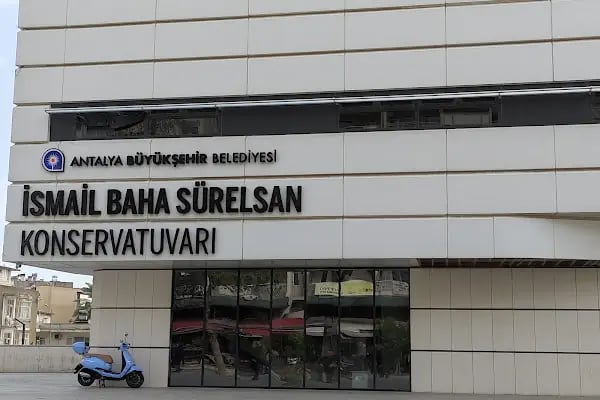 ANTALYA BÜYÜKŞEHİR BELEDİYESİ
İSMAİL BAHA SÜRELSAN
KONSERVATUVARI